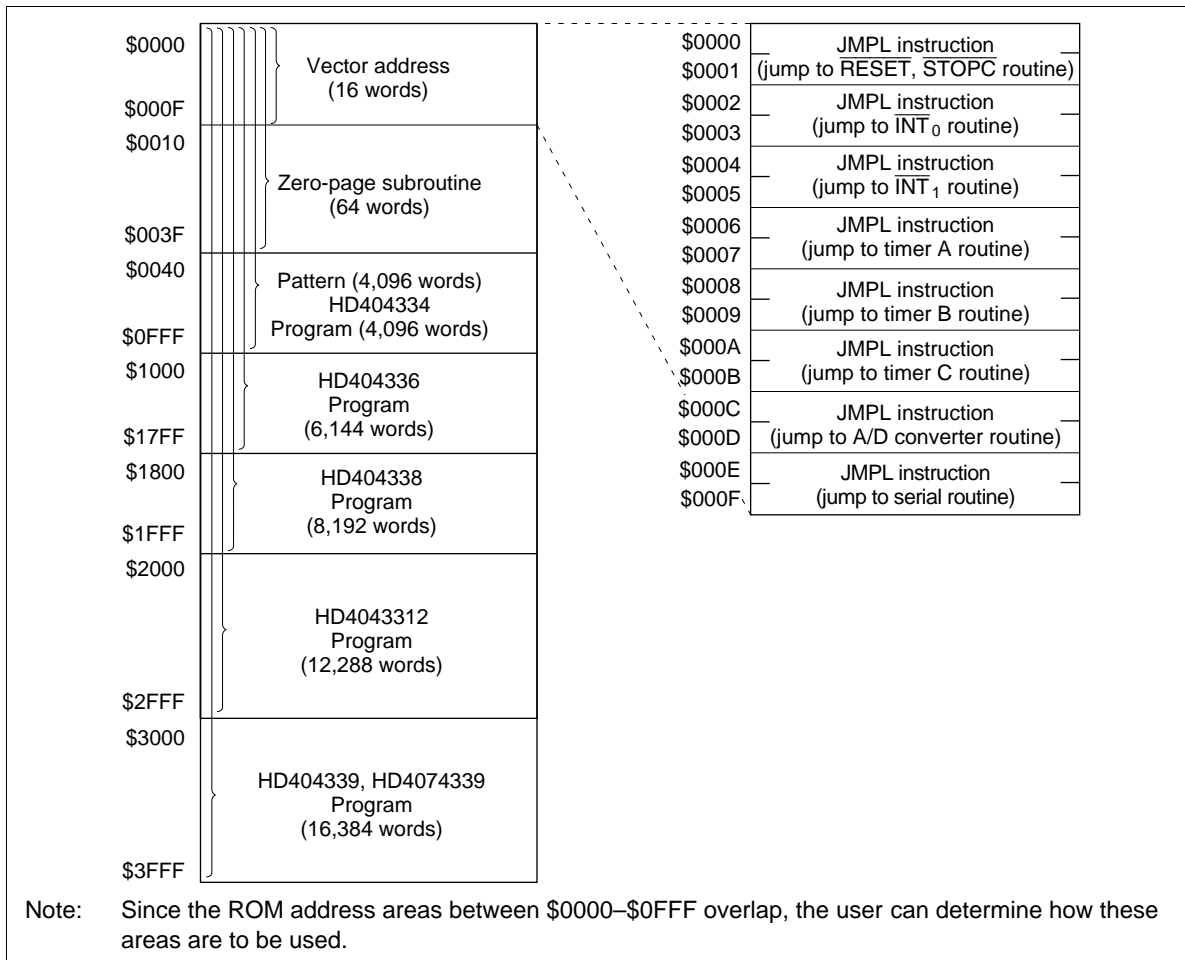 $0000
Vector address
(16 words)
$000F
$0010
Zero-page subroutine
(64 words)
$003F
$0040
Pattern (4,096 words)
HD404334
Program (4,096 words)
$0FFF
$1000
HD404336
Program
(6,144 words)
$17FF
$1800
HD404338
Program
(8,192 words)
$1FFF
$2000
HD4043312
Program
(12,288 words)
$2FFF
$3000
HD404339, HD4074339
Program
(16,384 words)
$3FFF
$0000
JMPL instruction
$0001
(jump to RESET, STOPC routine)
$0002
JMPL instruction
(jump to INT0 routine)
$0003
$0004
JMPL instruction
(jump to INT1 routine)
$0005
$0006
JMPL instruction
(jump to timer A routine)
$0007
$0008
JMPL instruction
(jump to timer B routine)
$0009
$000A
JMPL instruction
(jump to timer C routine)
$000B
$000C
JMPL instruction
$000D
(jump to A/D converter routine)
$000E
JMPL instruction
$000F
(jump to serial routine)
Note: Since the ROM address areas between $0000–$0FFF overlap, the user can determine how these
areas are to be used.